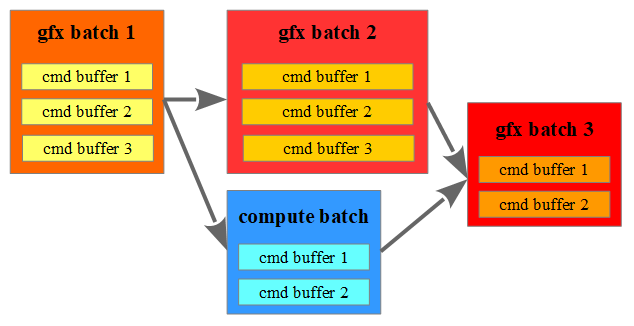 gfx batch 1
cmd buffer 1
cmd buffer 2
cmd buffer 3
gfx batch 2
cmd buffer 1
cmd buffer 2
cmd buffer 3
compute batch
cmd buffer 1
cmd buffer 2
gfx batch 3
cmd buffer 1
cmd buffer 2